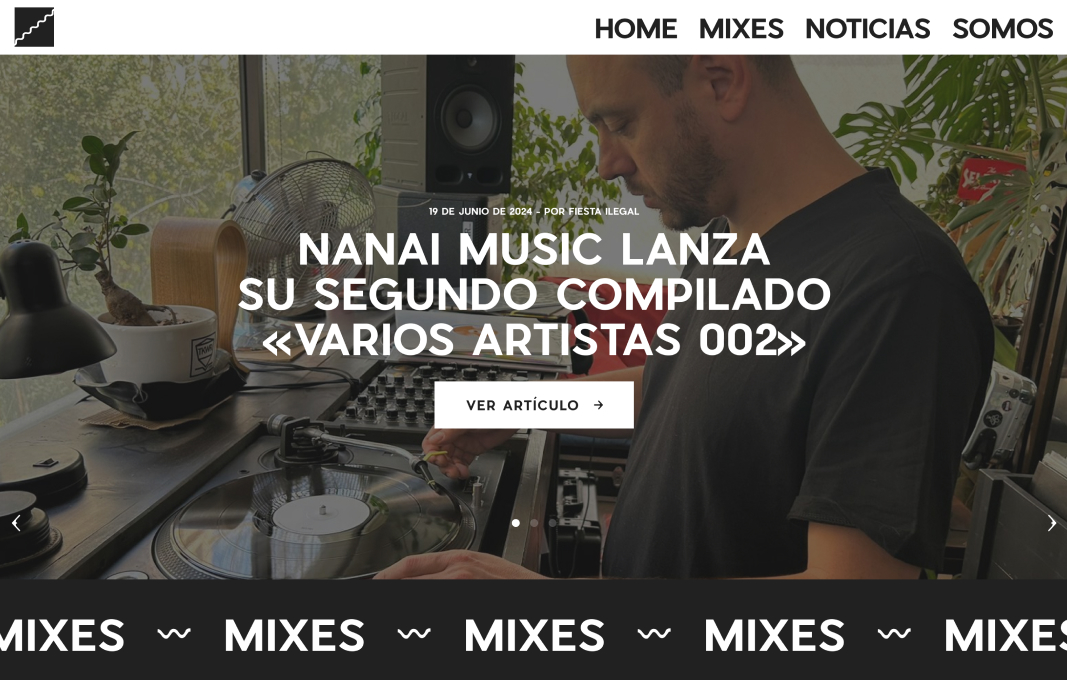 HOME MIXES NOTICIAS SOMOS
19 DE JUNIO DE 2024 - POR FIESTA ILEGAL
NANAI MUSIC LANZA
SU SEGUNDO COMPILADO
«VARIOS ARTISTAS 002»
VER ARTÍCULO →
MIXES MIXES MIXES MIXES MIXES